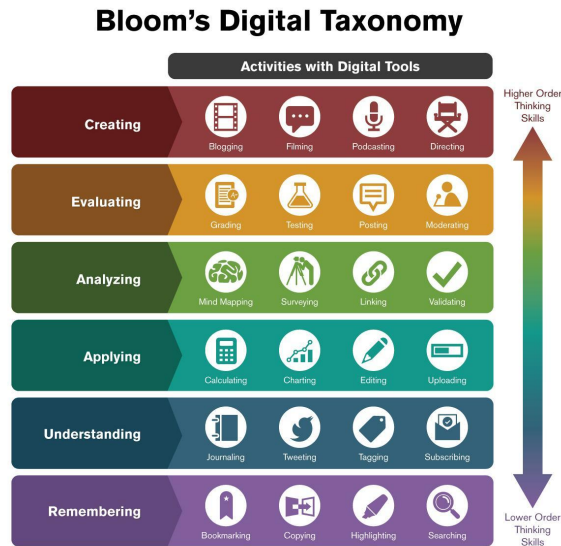 Bloom's Digital Taxonomy
Activities with Digital Tools
Higher Order
Thinking
Skills
Creating
Blogging
Filming
Podcasting
Directing
Evaluating
A+
Grading
Testing
Posting
Moderating
Analyzing
Mind Mapping
Surveying
Linking
Validating
Applying
Calculating
Charting
Editing
Uploading
Understanding
Journaling
Tweeting
Tagging
Subscribing
Remembering
Bookmarking
Copying
Highlighting
Searching
Lower Order
Thinking
Skills